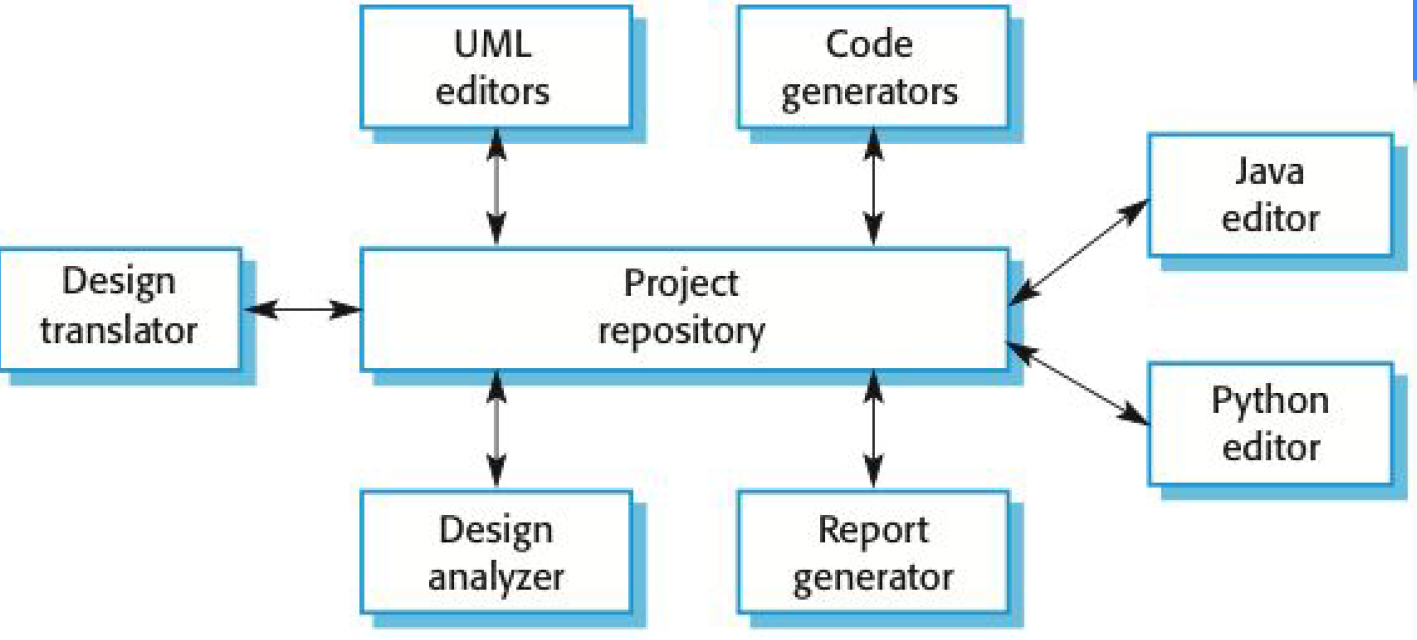 UML
editors
Code
generators
Java
editor
Design
translator
Project
repository
Python
editor
Design
analyzer
Report
generator